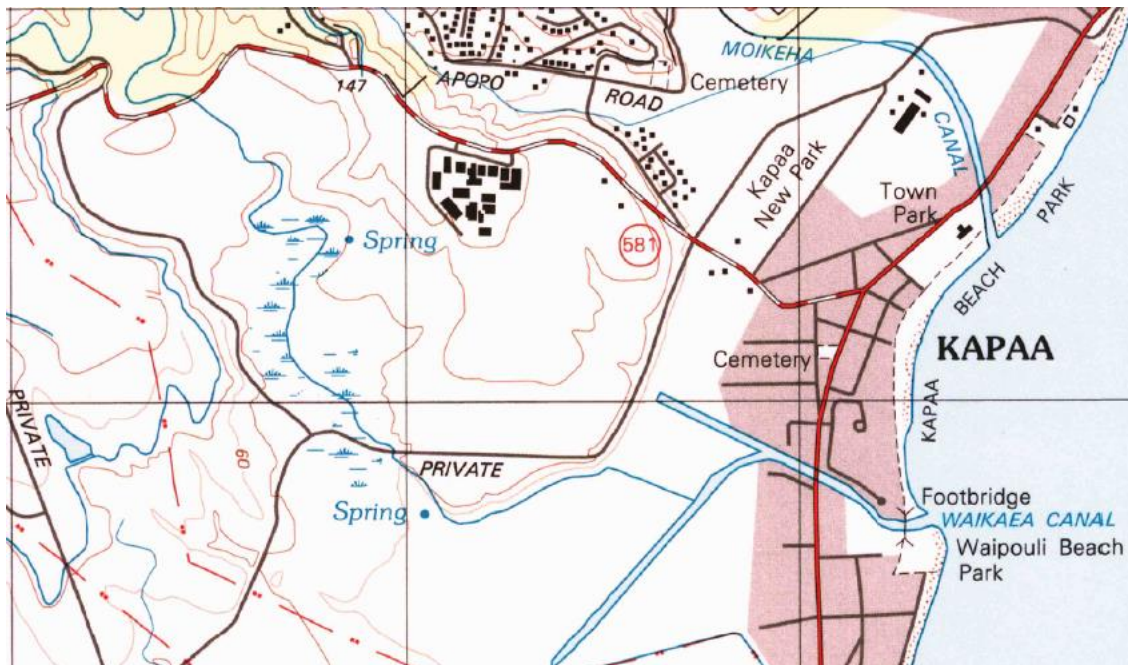 MOIKEHA
147
APOPO
ROAD
Cemetery
CANAL
Kapaa
New Park
Town
Park
PARK
Spring
581
BEACH
KAPAA
Cemetery
PRIVATE
KAPAA
60
PRIVATE
Spring
Footbridge
WAIKAEA CANAL
Waipouli Beach
Park